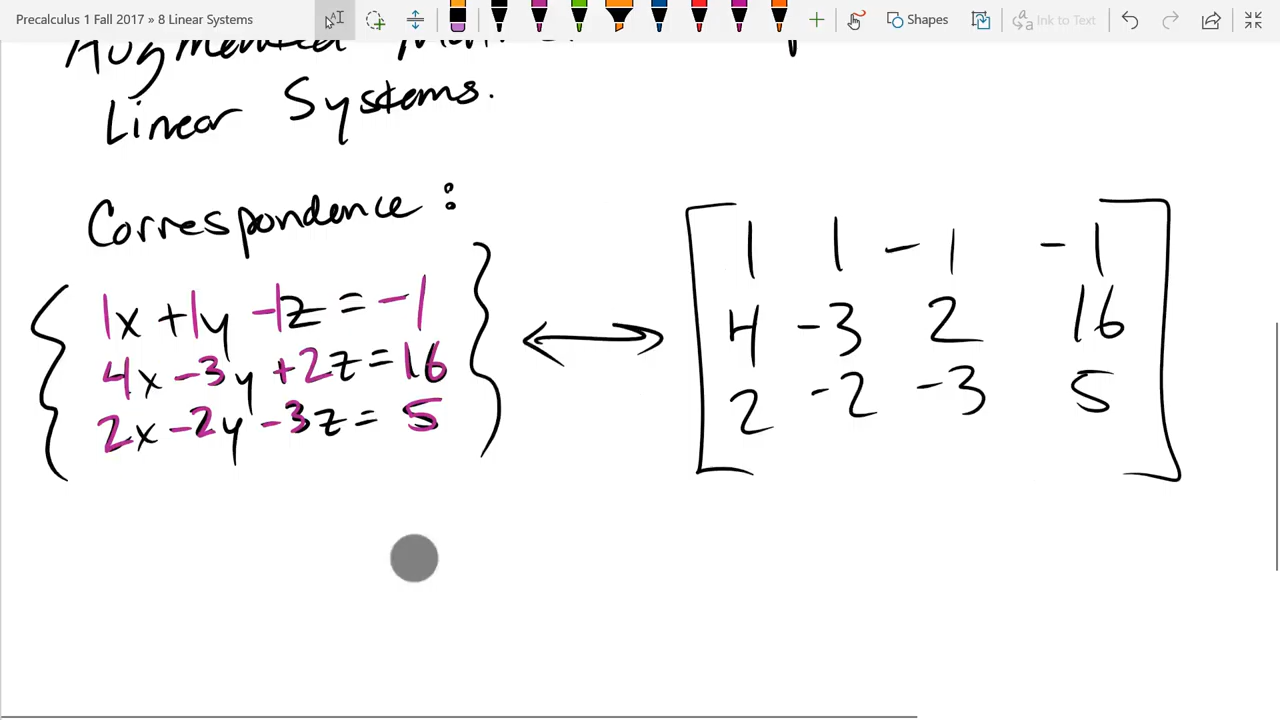 Precalculus 1 Fall 2017 » 8 Linear Systems
Shapes
Ink to Text
Augmented
Linear Systems.
Correspondence:
1x + 1y - 1z = -1
4x - 3y + 2z = 16
2x - 2y - 3z = 5
1 1 -1 -1
4 -3 2 16
2 -2 -3 5